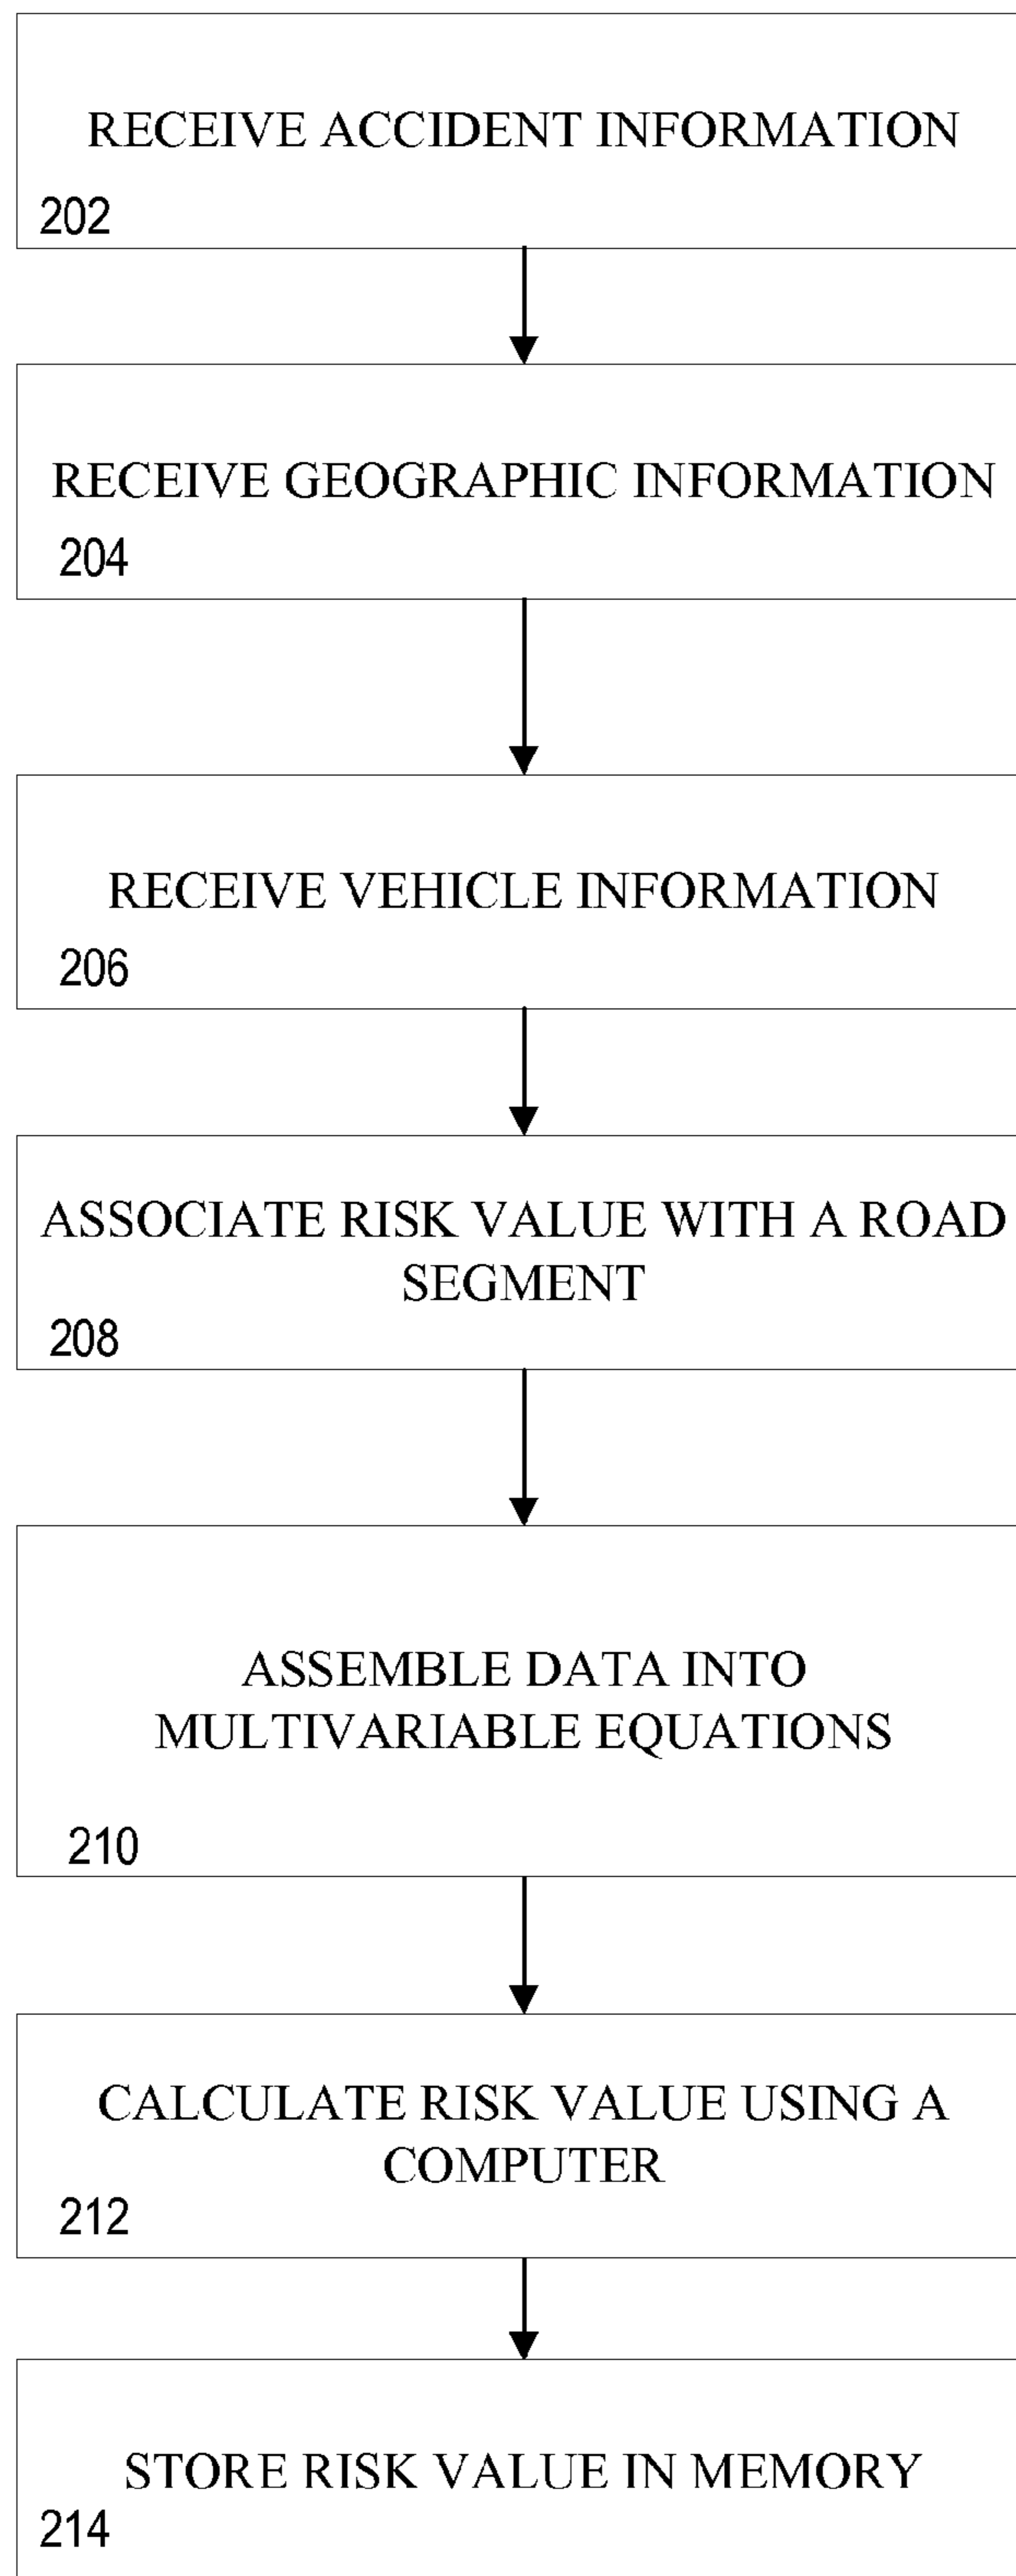 RECEIVE ACCIDENT INFORMATION
202
RECEIVE GEOGRAPHIC INFORMATION
204
RECEIVE VEHICLE INFORMATION
206
ASSOCIATE RISK VALUE WITH A ROAD
SEGMENT
208
ASSEMBLE DATA INTO
MULTIVARIABLE EQUATIONS
210
CALCULATE RISK VALUE USING A
COMPUTER
212
STORE RISK VALUE IN MEMORY
214